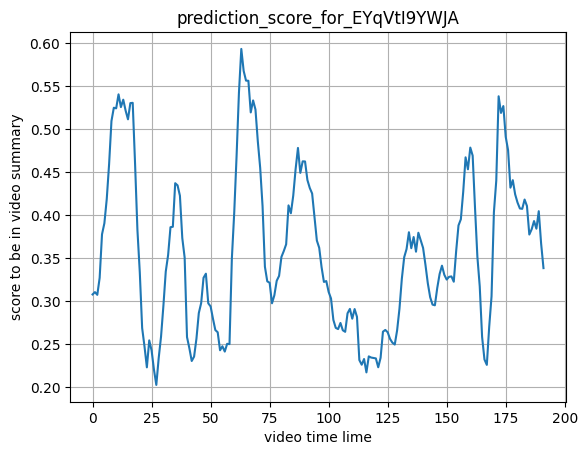 prediction_score_for_EYqVtI9YWJA
score to be in video summary
0.60
0.55
0.50
0.45
0.40
0.35
0.30
0.25
0.20
0 25 50 75 100 125 150 175 200
video time lime